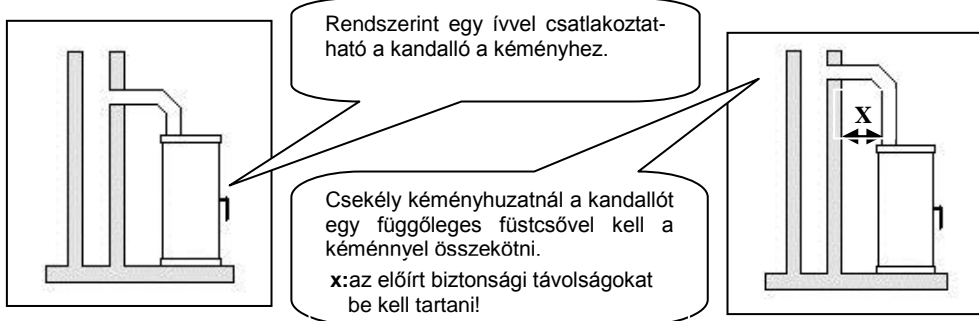 Rendszerint egy ívvel csatlakoztat-
ható a kandalló a kéményhez.
X
Csekély kéményhuzatnál a kandallót
egy függőleges füstcsővel kell a
kéménnyel összekötni.
x:az előírt biztonsági távolságokat
be kell tartani!